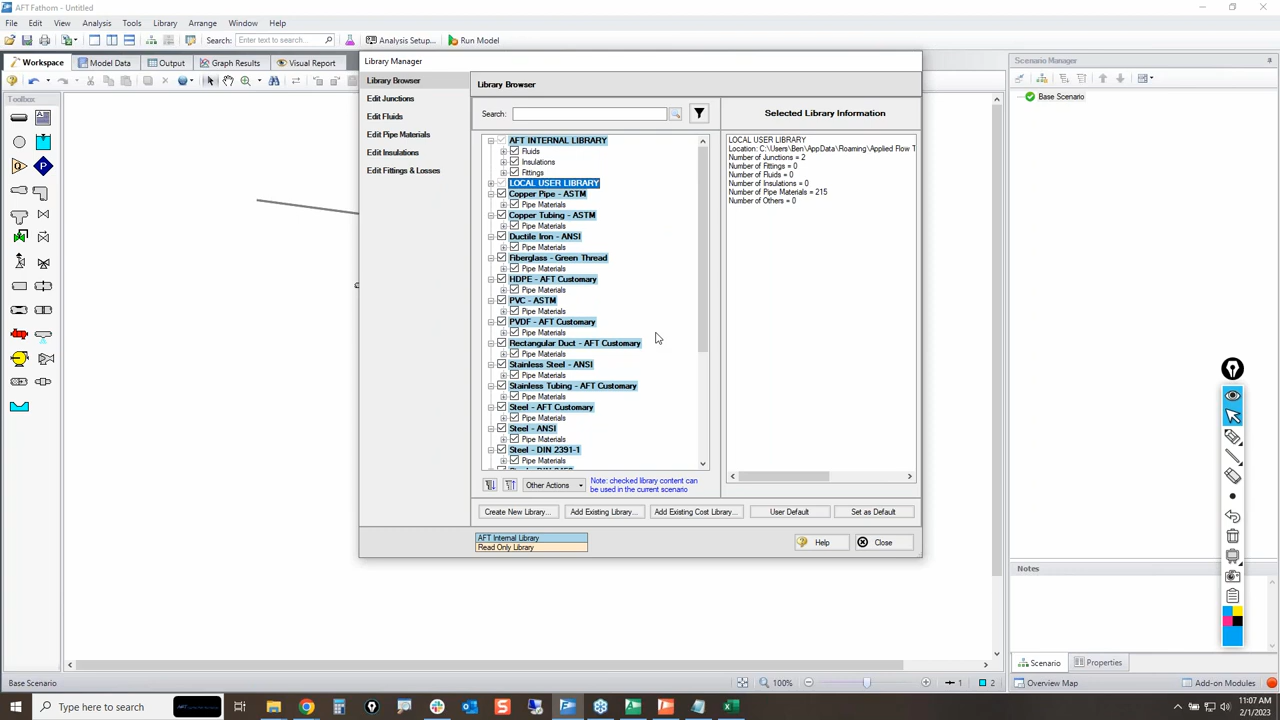 AFT Fathom - Untitled
File Edit View Analysis Tools Library Arrange Window Help
Search: Enter text to search... Analysis Setup... Run Model
Workspace Model Data Output Graph Results Visual Report
Toolbox
Library Manager
Library Browser
Edit Junctions
Edit Fluids
Edit Pipe Materials
Edit Insulations
Edit Fittings & Losses
Library Browser
Search:
AFT INTERNAL LIBRARY
Fluids
Insulations
Fittings
LOCAL USER LIBRARY
Copper Pipe - ASTM
Pipe Materials
Copper Tubing - ASTM
Pipe Materials
Ductile Iron - ANSI
Pipe Materials
Fiberglass - Green Thread
Pipe Materials
HDPE - AFT Customary
Pipe Materials
PVC - ASTM
Pipe Materials
PVDF - AFT Customary
Pipe Materials
Rectangular Duct - AFT Customary
Pipe Materials
Stainless Steel - ANSI
Pipe Materials
Stainless Tubing - AFT Customary
Pipe Materials
Steel - AFT Customary
Pipe Materials
Steel - ANSI
Pipe Materials
Steel - DIN 2391-1
Pipe Materials
Other Actions
Note: checked library content can
be used in the current scenario
Selected Library Information
LOCAL USER LIBRARY
Location: C:\Users\Ben\AppData\Roaming\Applied Flow T
Number of Junctions = 2
Number of Fittings = 0
Number of Fluids = 0
Number of Insulations = 0
Number of Pipe Materials = 215
Number of Others = 0
Create New Library... Add Existing Library... Add Existing Cost Library... User Default Set as Default
AFT Internal Library
Read Only Library
Help Close
Scenario Manager
Base Scenario
Notes
Scenario Properties
Base Scenario 100% 1 2 Overview Map Add-on Modules
Type here to search
11:07 AM
2/1/2023